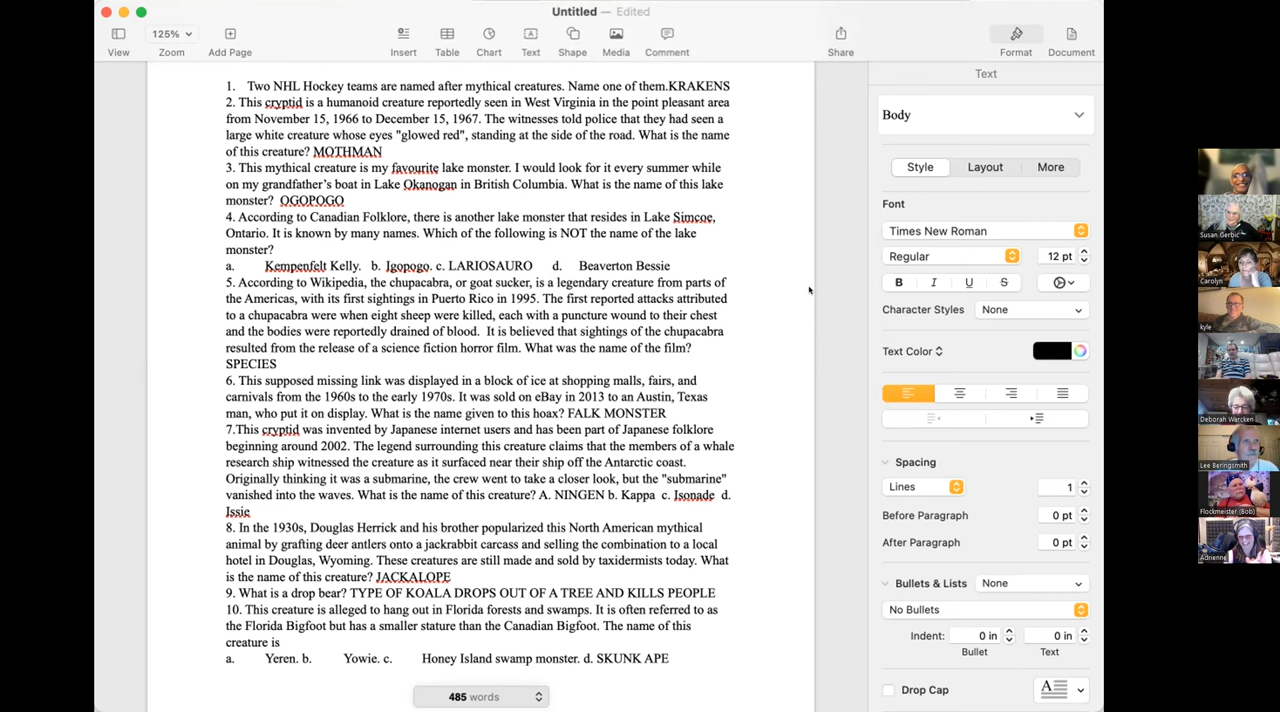 Untitled — Edited
125%
View Zoom Add Page Insert Table Chart Text Shape Media Comment Share Format Document
1. Two NHL Hockey teams are named after mythical creatures. Name one of them.KRAKENS
2. This cryptid is a humanoid creature reportedly seen in West Virginia in the point pleasant area
from November 15, 1966 to December 15, 1967. The witnesses told police that they had seen a
large white creature whose eyes "glowed red", standing at the side of the road. What is the name
of this creature? MOTHMAN
3. This mythical creature is my favourite lake monster. I would look for it every summer while
on my grandfather's boat in Lake Okanogan in British Columbia. What is the name of this lake
monster? OGOPOGO
4. According to Canadian Folklore, there is another lake monster that resides in Lake Simcoe,
Ontario. It is known by many names. Which of the following is NOT the name of the lake
monster?
a. Kempenfelt Kelly. b. Igopogo. c. LARIOSAURO d. Beaverton Bessie
5. According to Wikipedia, the chupacabra, or goat sucker, is a legendary creature from parts of
the Americas, with its first sightings in Puerto Rico in 1995. The first reported attacks attributed
to a chupacabra were when eight sheep were killed, each with a puncture wound to their chest
and the bodies were reportedly drained of blood. It is believed that sightings of the chupacabra
resulted from the release of a science fiction horror film. What was the name of the film?
SPECIES
6. This supposed missing link was displayed in a block of ice at shopping malls, fairs, and
carnivals from the 1960s to the early 1970s. It was sold on eBay in 2013 to an Austin, Texas
man, who put it on display. What is the name given to this hoax? FALK MONSTER
7.This cryptid was invented by Japanese internet users and has been part of Japanese folklore
beginning around 2002. The legend surrounding this creature claims that the members of a whale
research ship witnessed the creature as it surfaced near their ship off the Antarctic coast.
Originally thinking it was a submarine, the crew went to take a closer look, but the "submarine"
vanished into the waves. What is the name of this creature? A. NINGEN b. Kappa c. Isonade d.
Issie
8. In the 1930s, Douglas Herrick and his brother popularized this North American mythical
animal by grafting deer antlers onto a jackrabbit carcass and selling the combination to a local
hotel in Douglas, Wyoming. These creatures are still made and sold by taxidermists today. What
is the name of this creature? JACKALOPE
9. What is a drop bear? TYPE OF KOALA DROPS OUT OF A TREE AND KILLS PEOPLE
10. This creature is alleged to hang out in Florida forests and swamps. It is often referred to as
the Florida Bigfoot but has a smaller stature than the Canadian Bigfoot. The name of this
creature is
a. Yeren. b. Yowie. c. Honey Island swamp monster. d. SKUNK APE
485 words
Text
Body
Style Layout More
Font
Times New Roman
Regular 12 pt
B I U S
Character Styles None
Text Color
Spacing
Lines 1
Before Paragraph 0 pt
After Paragraph 0 pt
Bullets & Lists None
No Bullets
Indent: 0 in 0 in
Bullet Text
Drop Cap
Susan Gerbic
Carolyn
kyle
Deborah Warcken
Lee Beringsmith
Flockmeister (Bob)
Adrienne